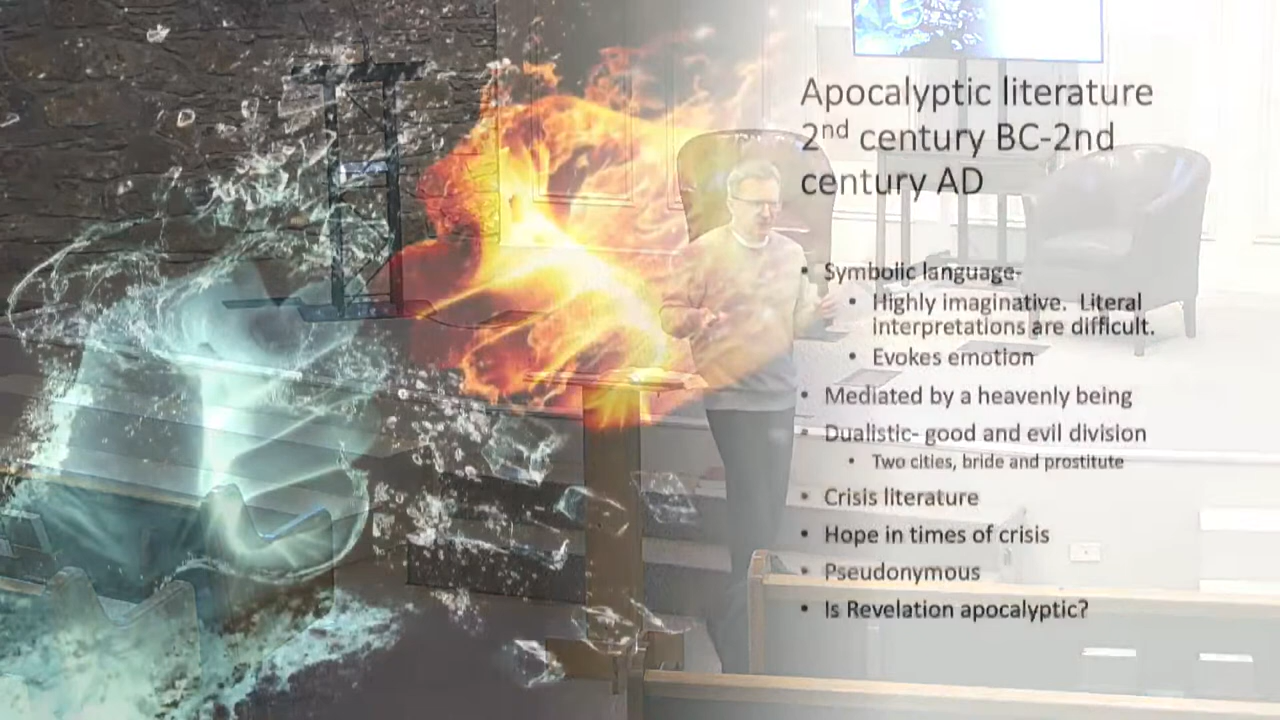 Apocalyptic literature
2nd century BC-2nd
century AD
• Symbolic language-
• Highly imaginative.  Literal
interpretations are difficult.
• Evokes emotion
• Mediated by a heavenly being
• Dualistic- good and evil division
• Two cities, bride and prostitute
• Crisis literature
• Hope in times of crisis
• Pseudonymous
• Is Revelation apocalyptic?